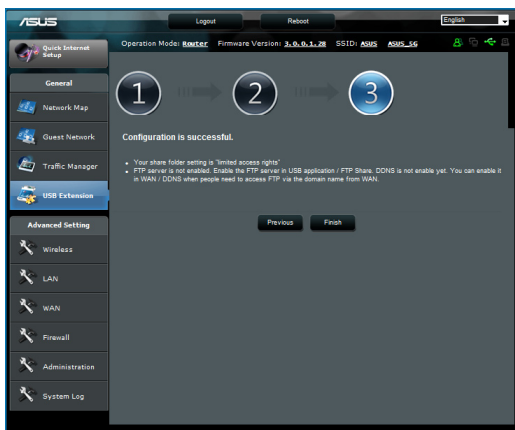 ASUS
Logout
Reboot
English
Quick Internet
Setup
Operation Mode: Router Firmware Version: 3.0.0.1.28 SSID: ASUS ASUS_5G
General
Network Map
Guest Network
Traffic Manager
USB Extension
Advanced Setting
Wireless
LAN
WAN
Firewall
Administration
System Log
1
2
3
Configuration is successful.
Your share folder setting is "limited access rights"
FTP server is not enabled. Enable the FTP server in USB application / FTP Share. DDNS is not enable yet. You can enable it
in WAN / DDNS when people need to access FTP via the domain name from WAN.
Previous
Finish